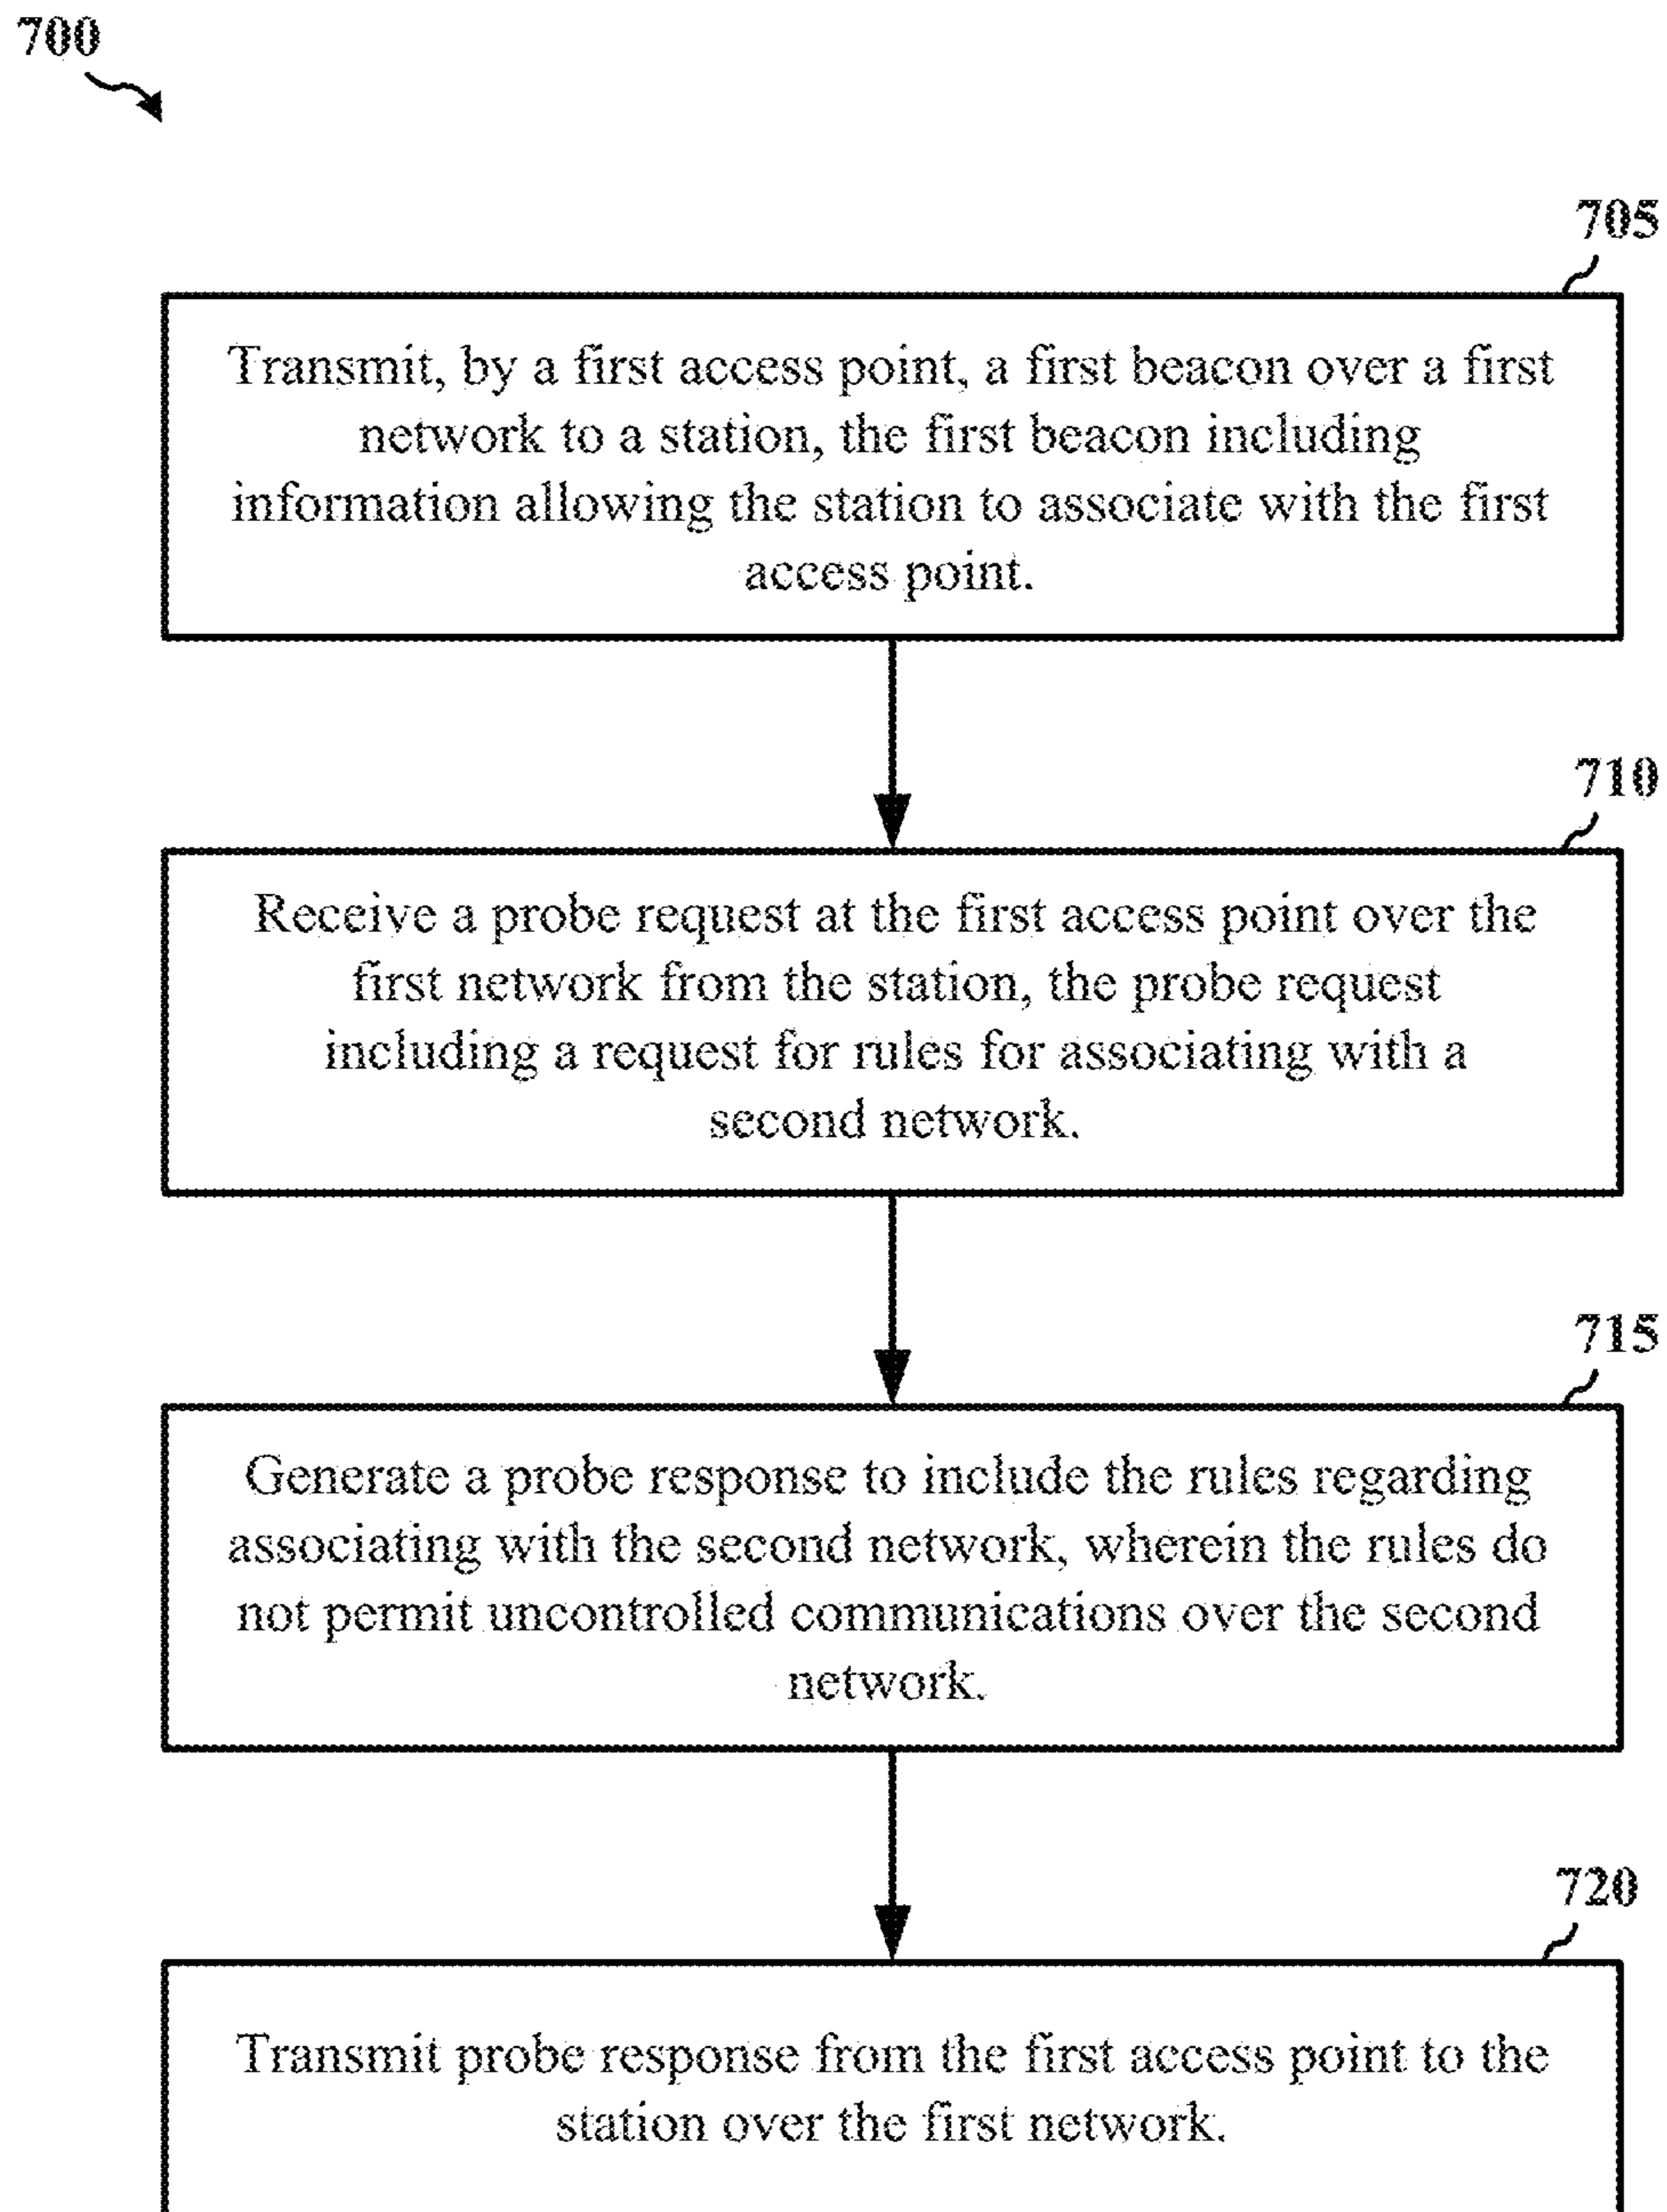 700
705
Transmit, by a first access point, a first beacon over a first
network to a station, the first beacon including
information allowing the station to associate with the first
access point.
710
Receive a probe request at the first access point over the
first network from the station, the probe request
including a request for rules for associating with a
second network.
715
Generate a probe response to include the rules regarding
associating with the second network, wherein the rules do
not permit uncontrolled communications over the second
network.
720
Transmit probe response from the first access point to the
station over the first network.